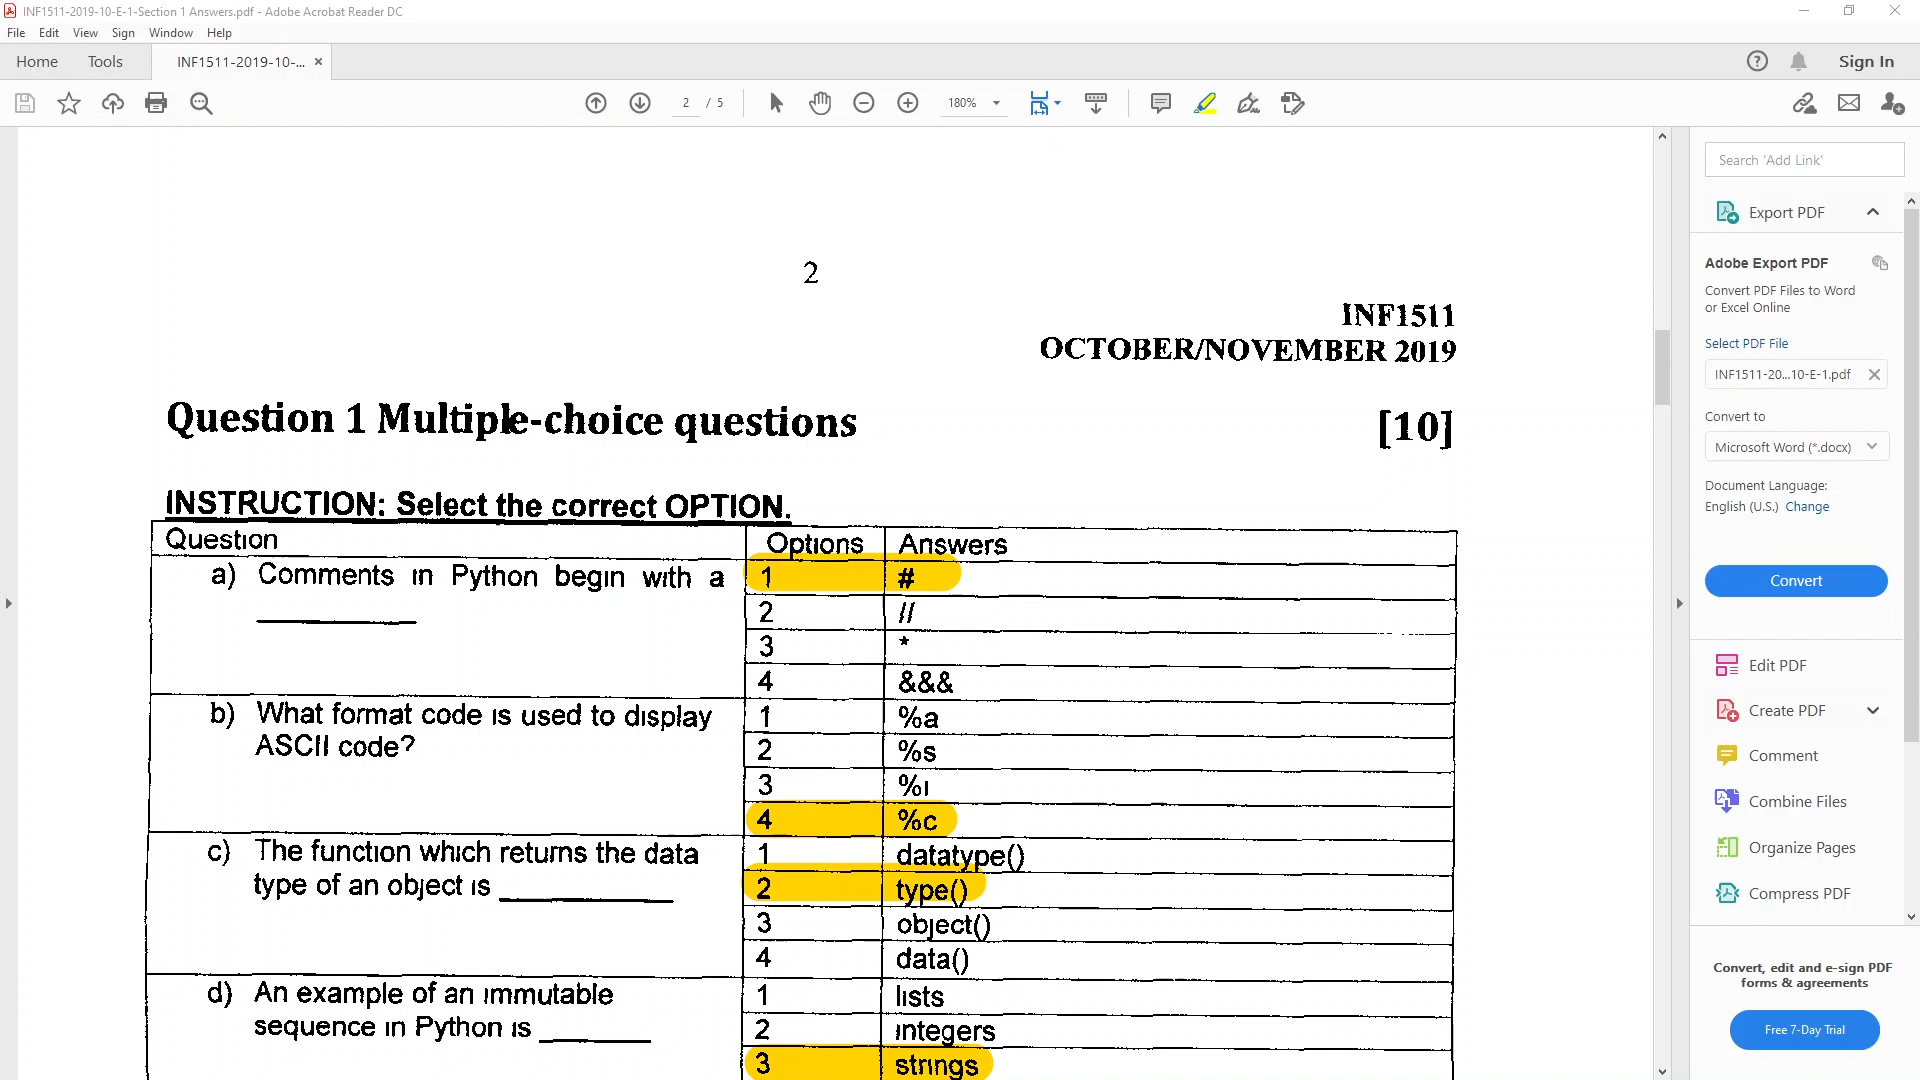 INF1511-2019-10-E-1-Section 1 Answers.pdf - Adobe Acrobat Reader DC
File Edit View Sign Window Help
Home Tools INF1511-2019-10-... × Sign In
2 / 5 180%
Search 'Add Link'
Export PDF
Adobe Export PDF
Convert PDF Files to Word
or Excel Online
Select PDF File
INF1511-20...10-E-1.pdf
Convert to
Microsoft Word (*.docx)
Document Language:
English (U.S.) Change
Convert
Edit PDF
Create PDF
Comment
Combine Files
Organize Pages
Compress PDF
Convert, edit and e-sign PDF
forms & agreements
Free 7-Day Trial
2
INF1511
OCTOBER/NOVEMBER 2019
Question 1 Multiple-choice questions [10]
INSTRUCTION: Select the correct OPTION.
Question Options Answers
a) Comments in Python begin with a
____________
1 #
2 //
3 *
4 &&&
b) What format code is used to display
ASCII code?
1 %a
2 %s
3 %i
4 %c
c) The function which returns the data
type of an object is ____________
1 datatype()
2 type()
3 object()
4 data()
d) An example of an immutable
sequence in Python is ________
1 lists
2 integers
3 strings